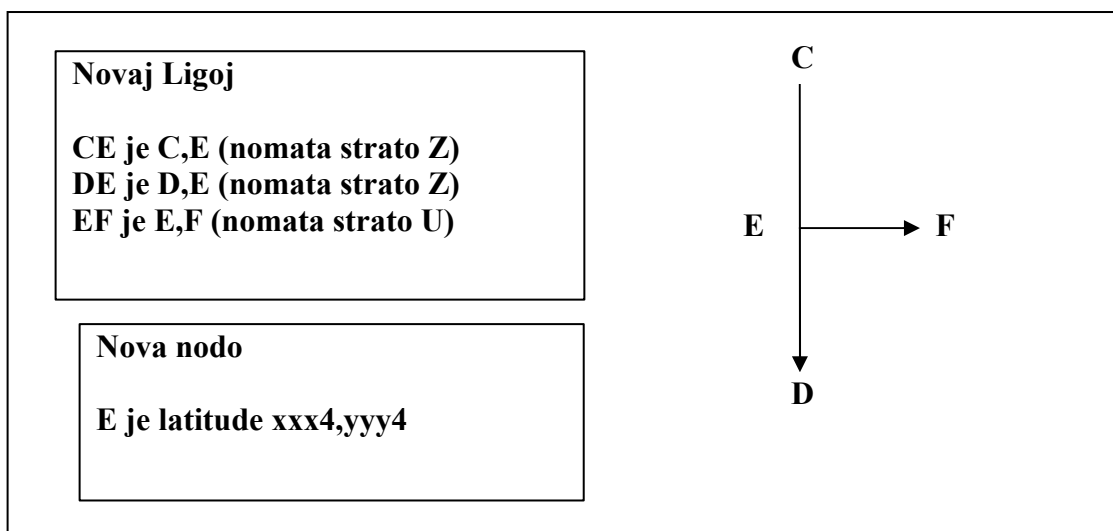 Novaj Ligoj
CE je C,E (nomata strato Z)
DE je D,E (nomata strato Z)
EF je E,F (nomata strato U)
Nova nodo
E je latitude xxx4,yyy4
C
E
F
D